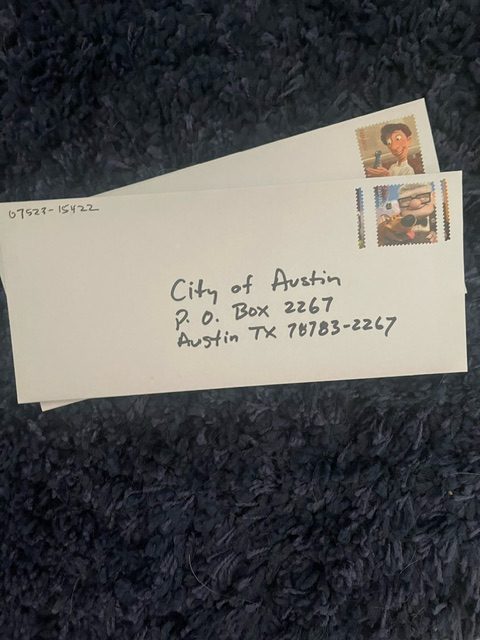 07523-15422
City of Austin
P. O. Box 2267
Austin TX 78783-2267